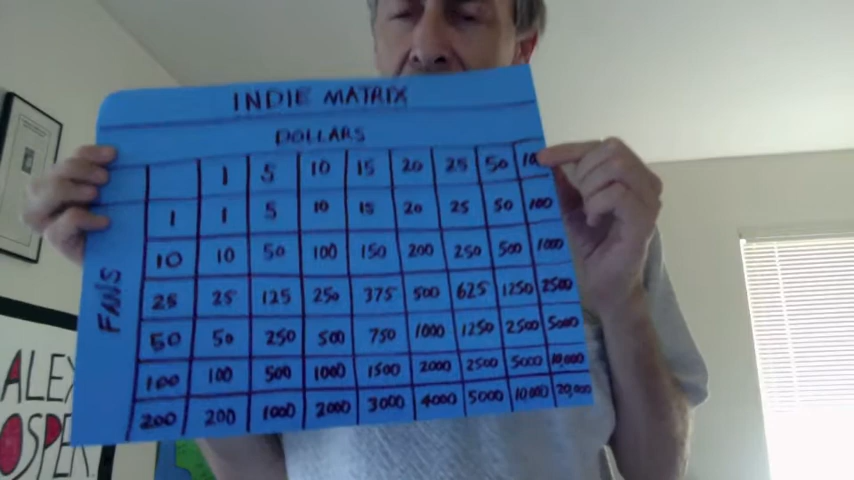 INDIE MATRIX
DOLLARS
1 5 10 15 20 25 50
FANS
1 1 5 10 15 20 25 50 100
10 10 50 100 150 200 250 500 1000
25 25 125 250 375 500 625 1250 2500
50 50 250 500 750 1000 1250 2500 5000
100 100 500 1000 1500 2000 2500 5000 10,000
200 200 1000 2000 3000 4000 5000 10000 20,000
ALEX